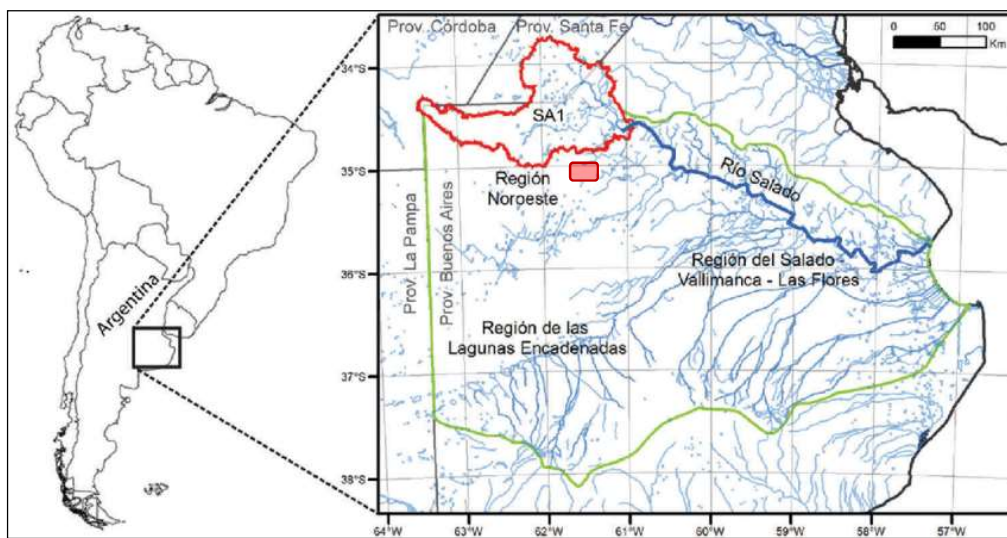 Argentina
Prov. Córdoba
Prov. Santa Fe
0
50
100
Km
34°S
35°S
36°S
37°S
38°S
SA1
Región
Noroeste
Río Salado
Prov. La Pampa
Prov. Buenos Aires
Región del Salado -
Vallimanca - Las Flores
Región de las
Lagunas Encadenadas
64°W
63°W
62°W
61°W
60°W
59°W
58°W
57°W